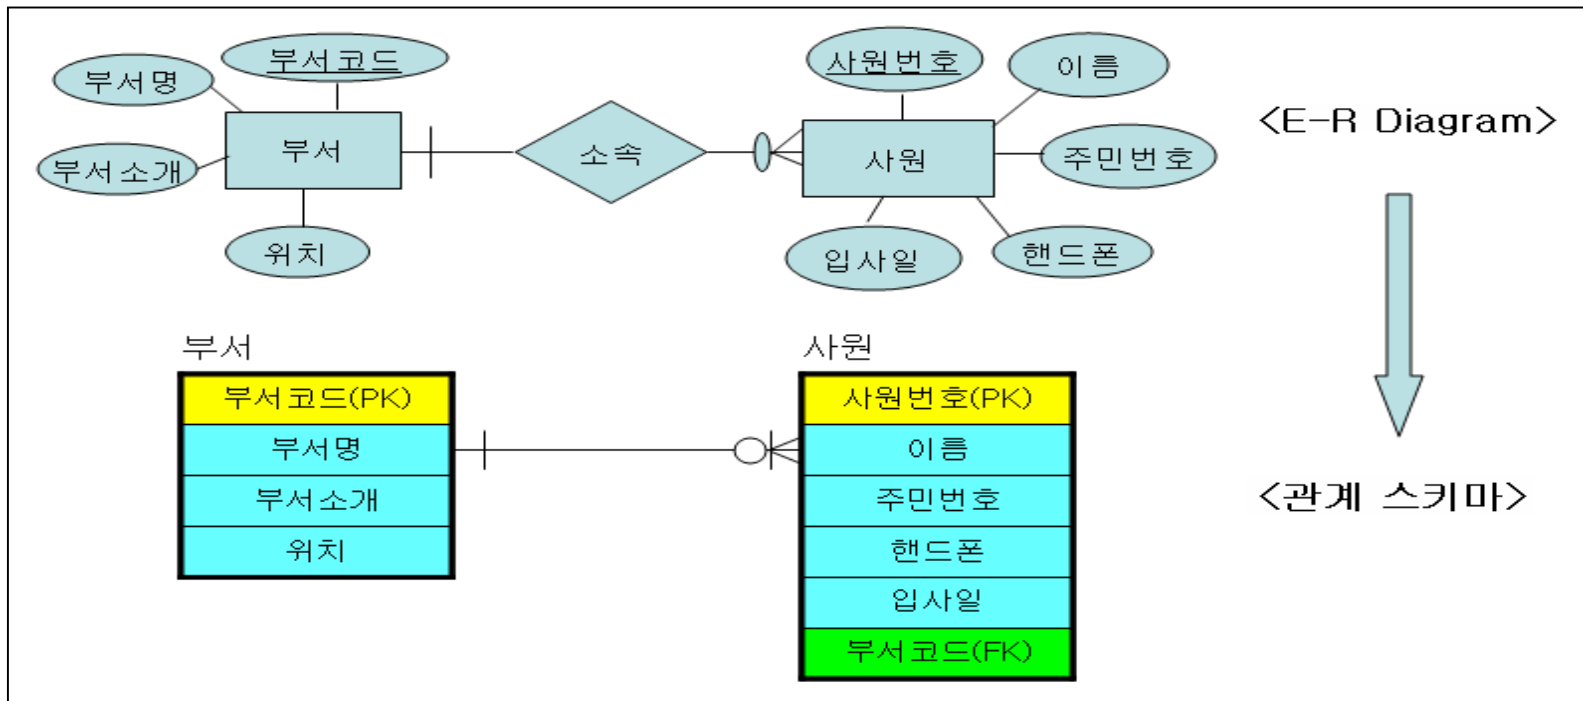 부서명
부서코드
부서소개
부서
위치
소속
사원번호
이름
사원
주민번호
입사일
핸드폰
<E-R Diagram>
부서
부서코드(PK)
부서명
부서소개
위치
사원
사원번호(PK)
이름
주민번호
핸드폰
입사일
부서코드(FK)
<관계 스키마>